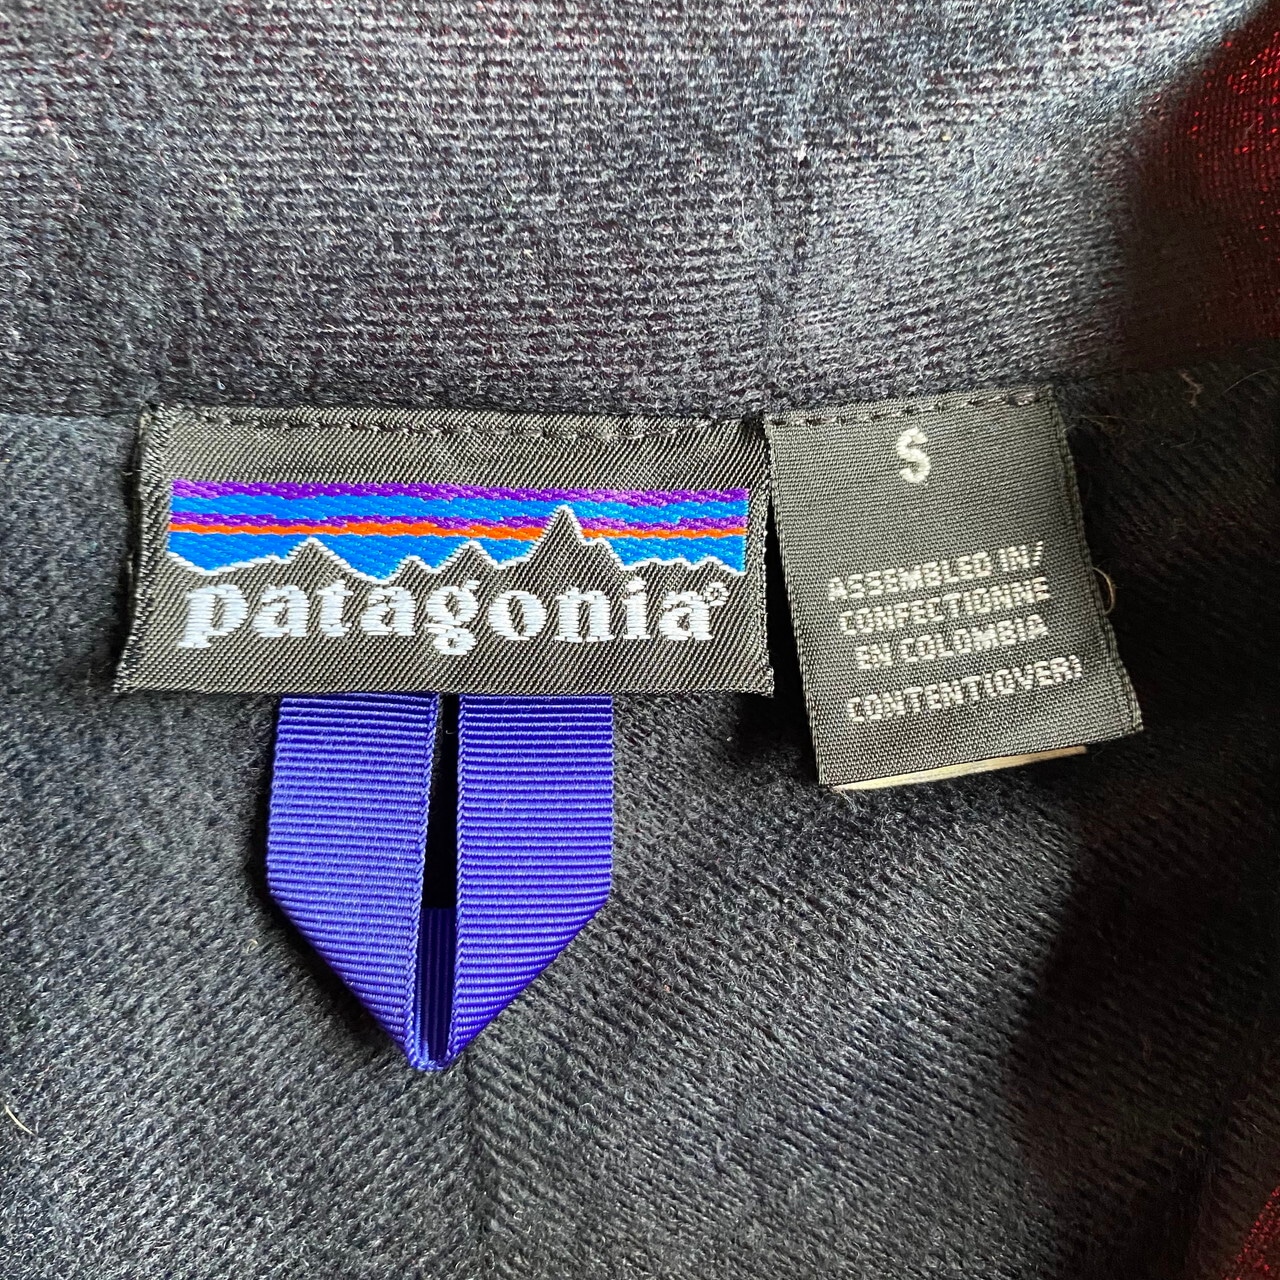 patagonia®
S
ASSEMBLED IN/
CONFECTIONNE
EN COLOMBIA
CONTENT(OVER)